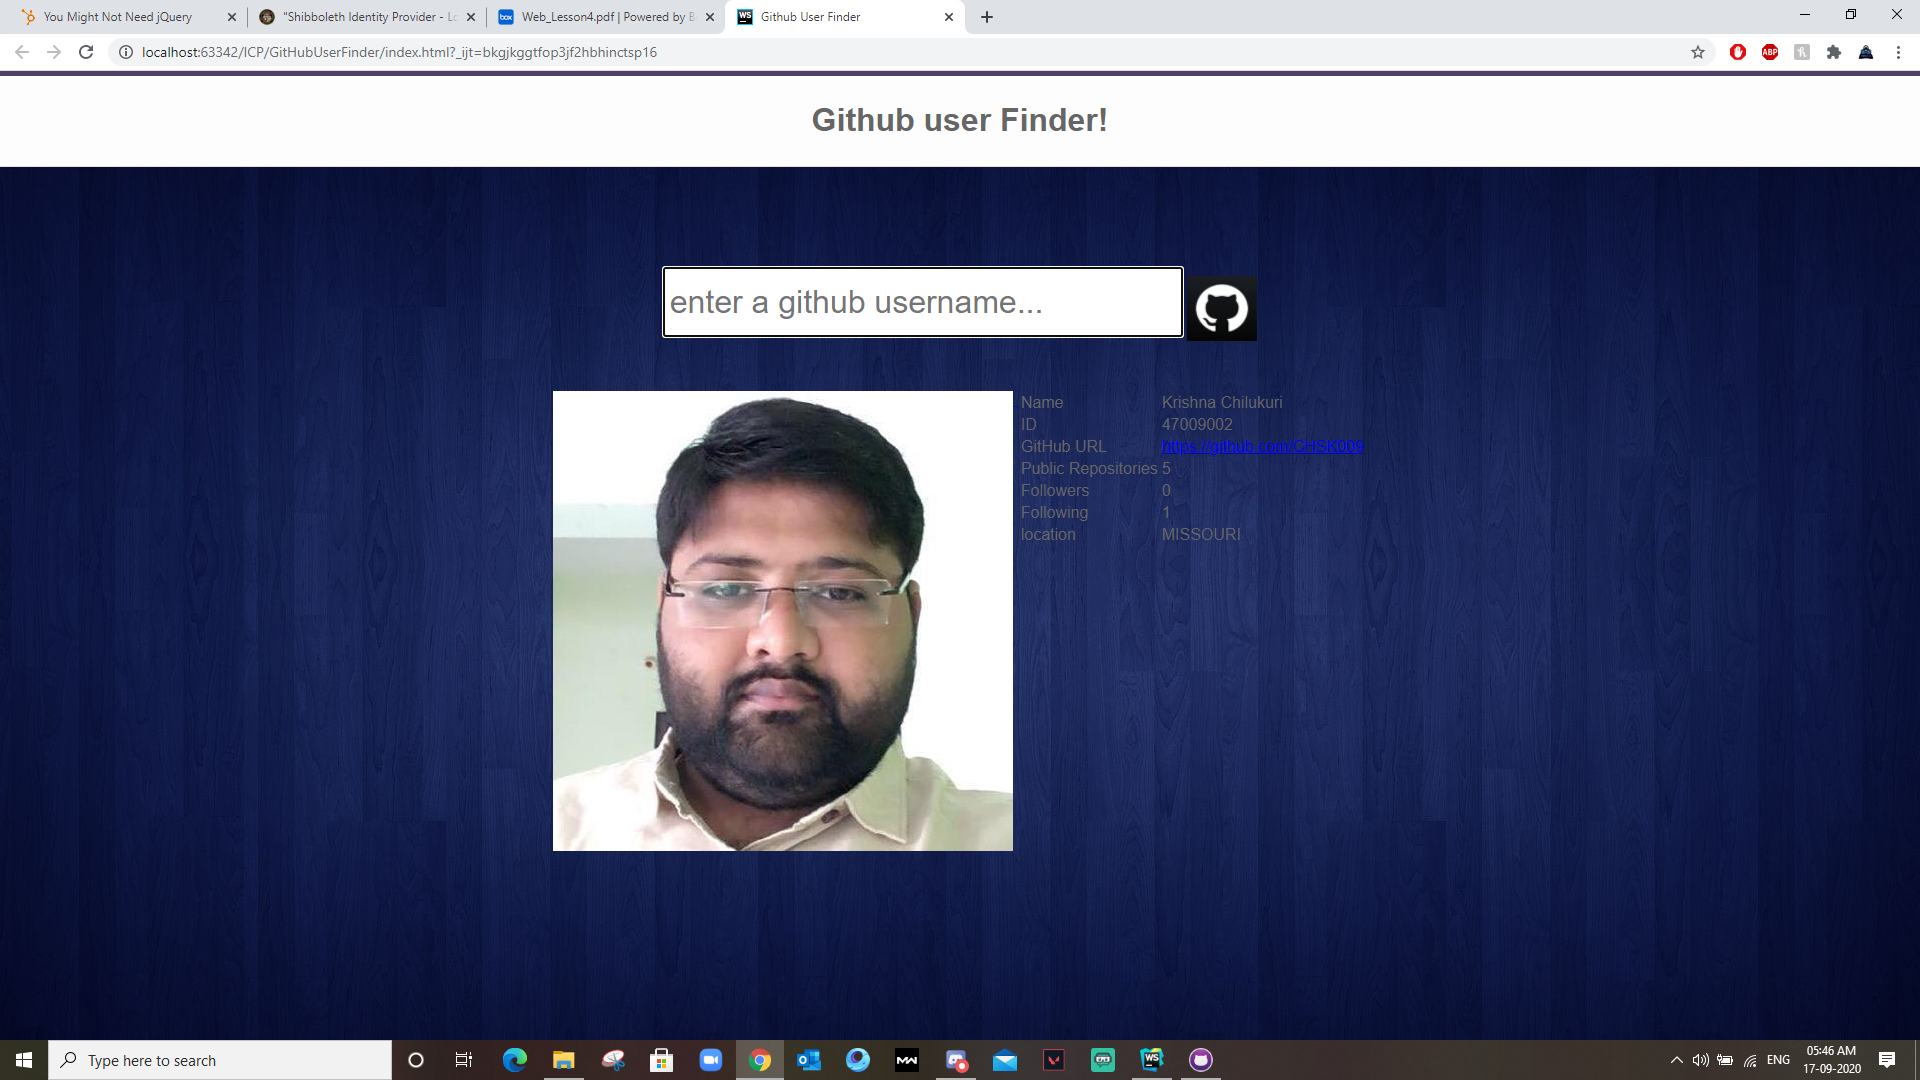 You Might Not Need jQuery
"Shibboleth Identity Provider - Lo
Web_Lesson4.pdf | Powered by B
Github User Finder
localhost:63342/ICP/GitHubUserFinder/index.html?_ijt=bkgjkggtfop3jf2hbhinctsp16
ABP
Github user Finder!
enter a github username...
Name Krishna Chilukuri
ID 47009002
GitHub URL https://github.com/CHSK009
Public Repositories 5
Followers 0
Following 1
location MISSOURI
Type here to search
ENG
05:46 AM
17-09-2020